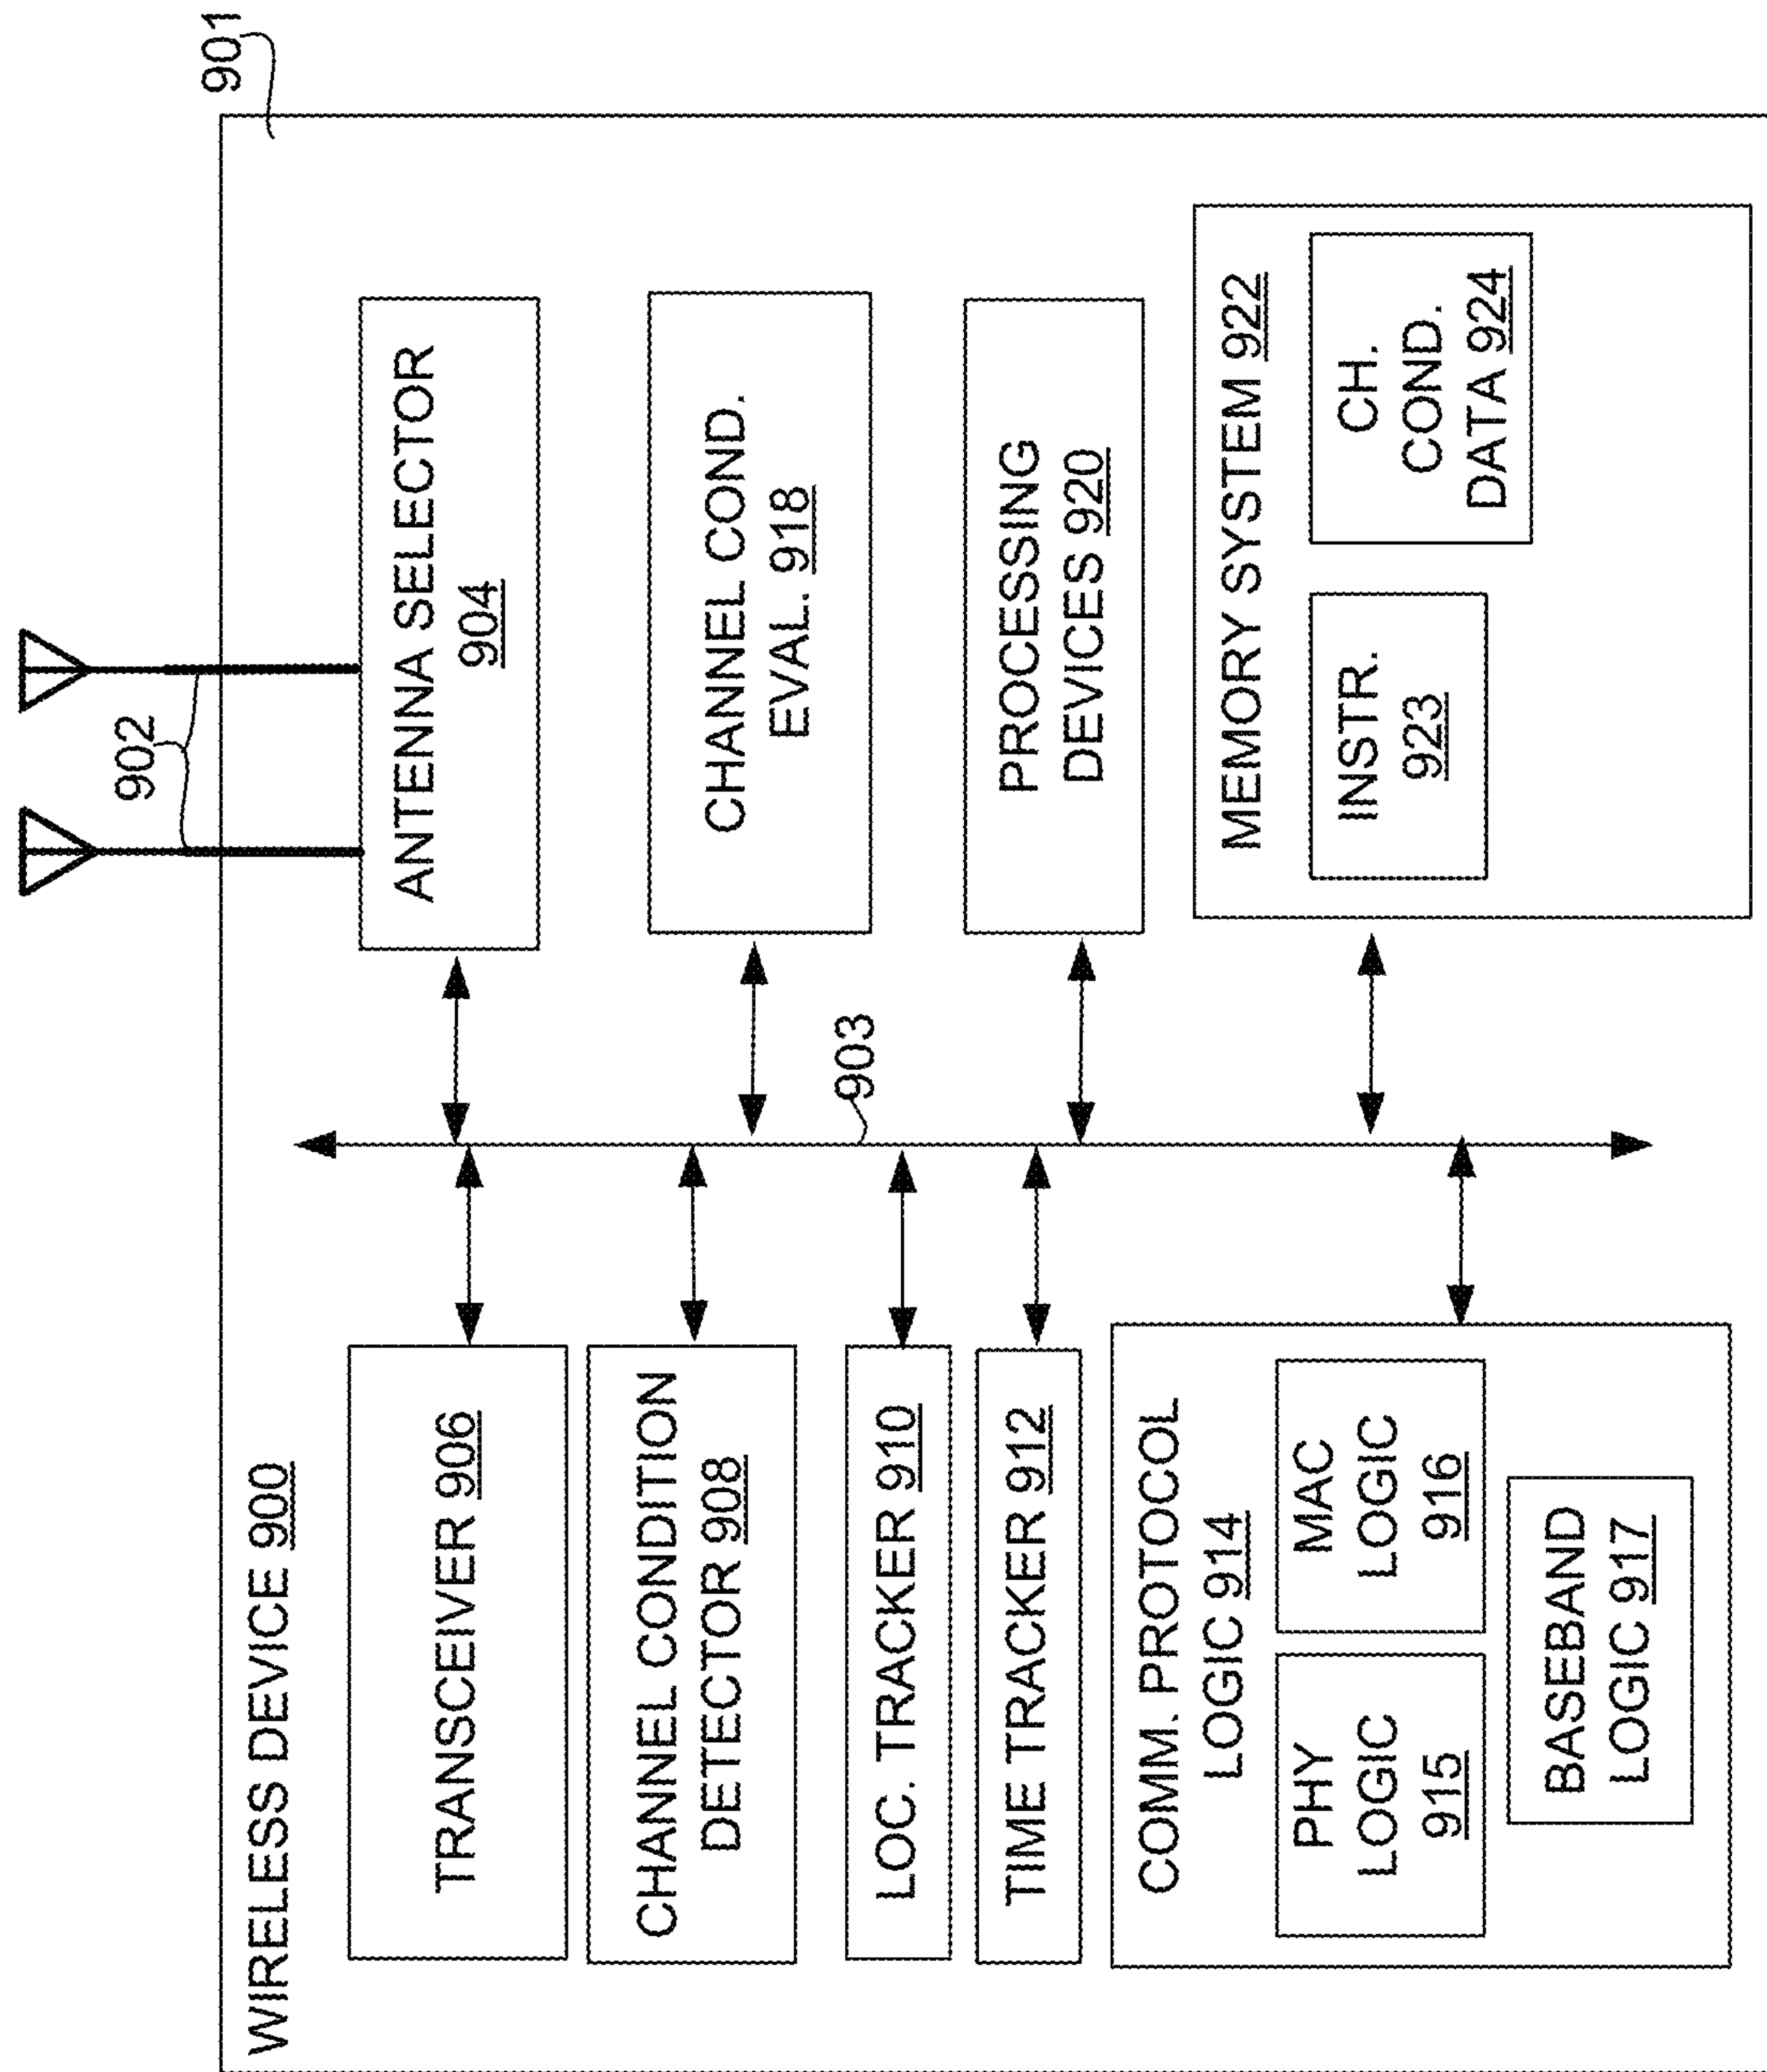 901
902
WIRELESS DEVICE 900
TRANSCEIVER 906
CHANNEL CONDITION
DETECTOR 908
LOC. TRACKER 910
TIME TRACKER 912
COMM. PROTOCOL
LOGIC 914
PHY
LOGIC
915
MAC
LOGIC
916
BASEBAND
LOGIC 917
903
ANTENNA SELECTOR
904
CHANNEL COND.
EVAL. 918
PROCESSING
DEVICES 920
MEMORY SYSTEM 922
INSTR.
923
CH.
COND.
DATA 924